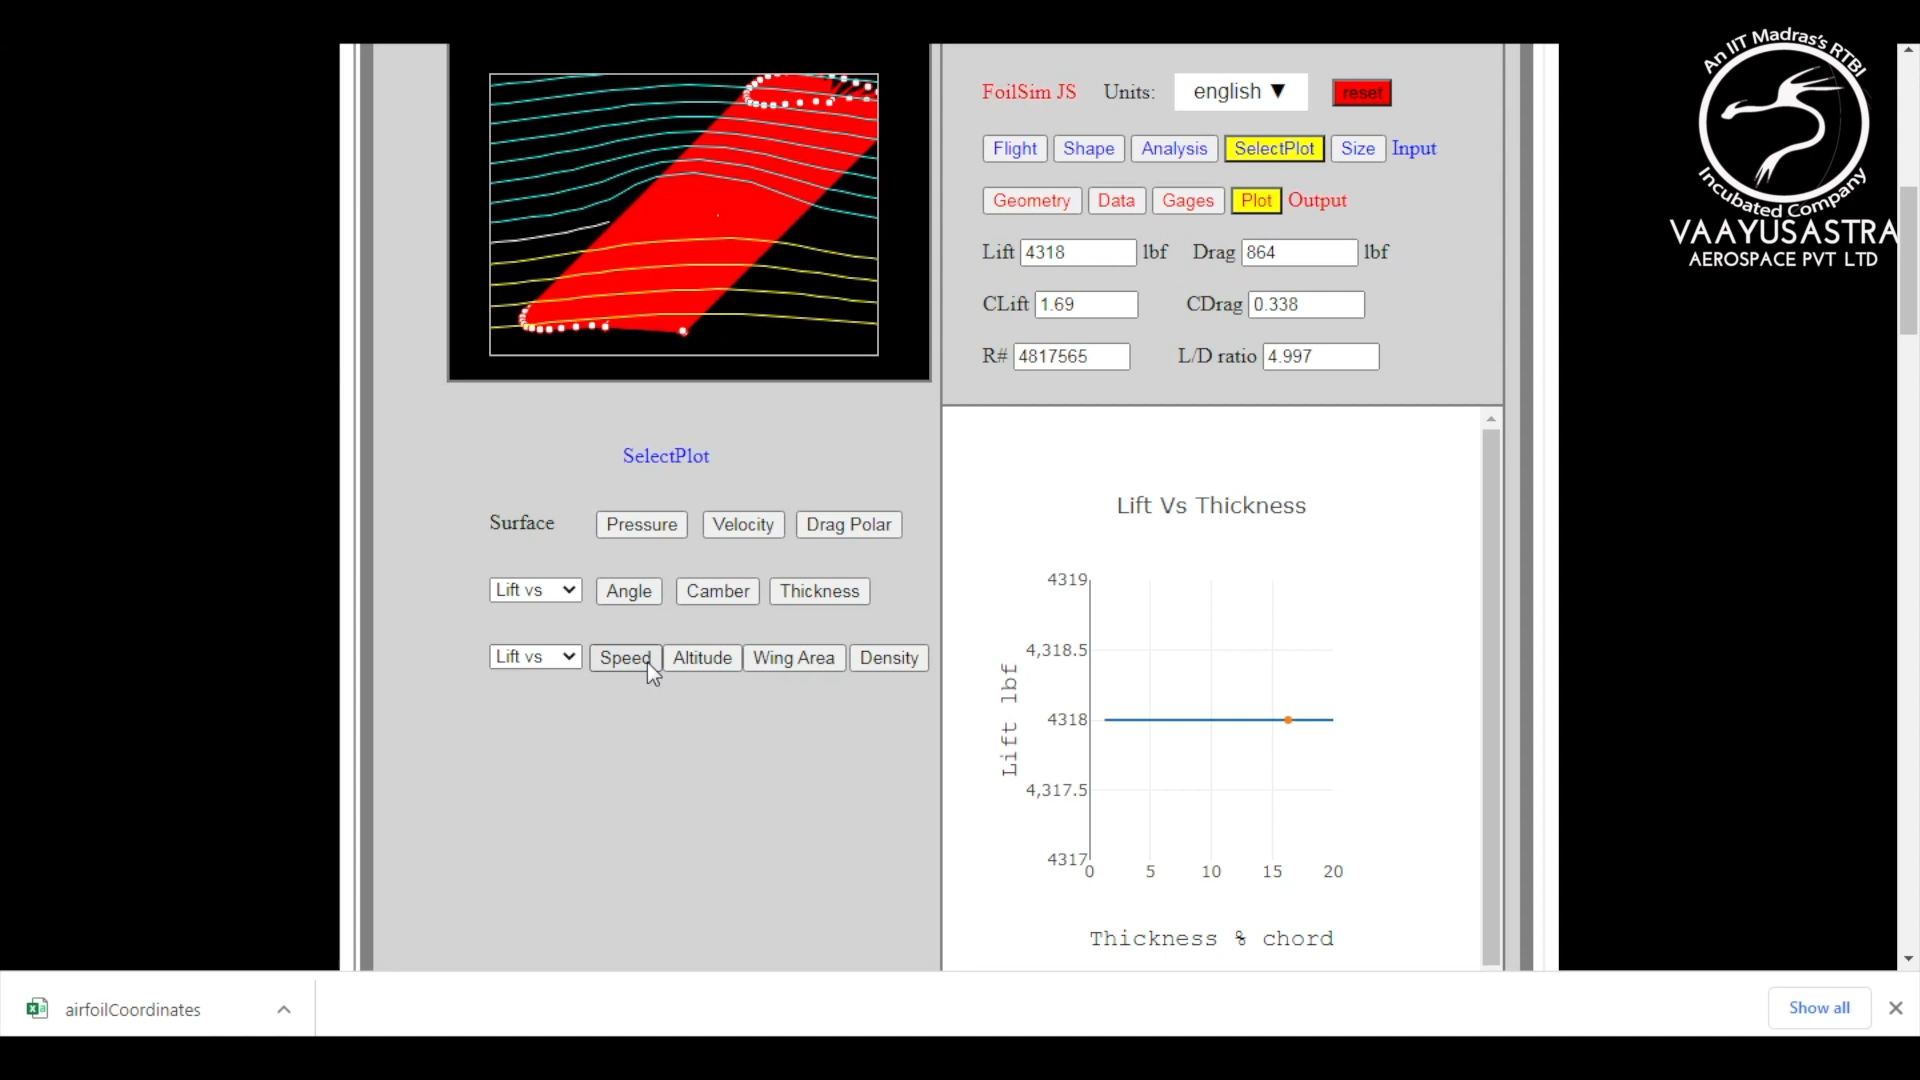 An IIT Madras's RTBI
Incubated Company
VAAYUSASTRA
AEROSPACE PVT LTD
FoilSim JS Units: english ▼ reset
Flight Shape Analysis SelectPlot Size Input
Geometry Data Gages Plot Output
Lift 4318 lbf Drag 864 lbf
CLift 1.69 CDrag 0.338
R# 4817565 L/D ratio 4.997
SelectPlot
Surface Pressure Velocity Drag Polar
Lift vs Angle Camber Thickness
Lift vs Speed Altitude Wing Area Density
Lift Vs Thickness
4319
4,318.5
4318
4,317.5
4317
Lift lbf
0 5 10 15 20
Thickness % chord
airfoilCoordinates
Show all